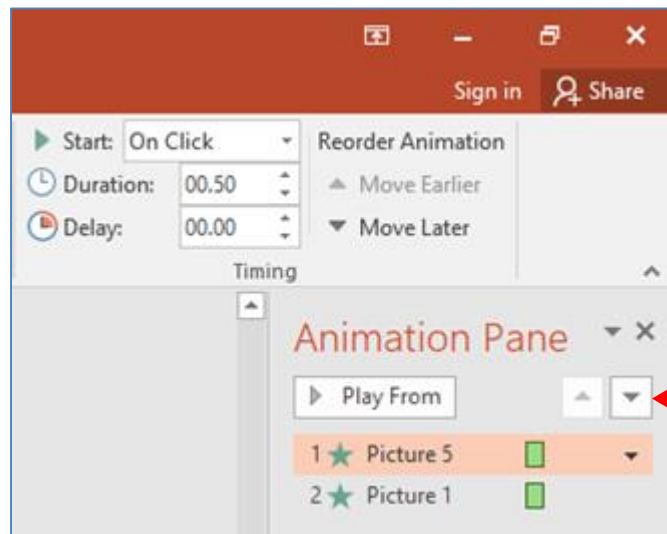 Sign in Share
Start: On Click Reorder Animation
Duration: 00.50 Move Earlier
Delay: 00.00 Move Later
Timing
Animation Pane
Play From
1 Picture 5
2 Picture 1